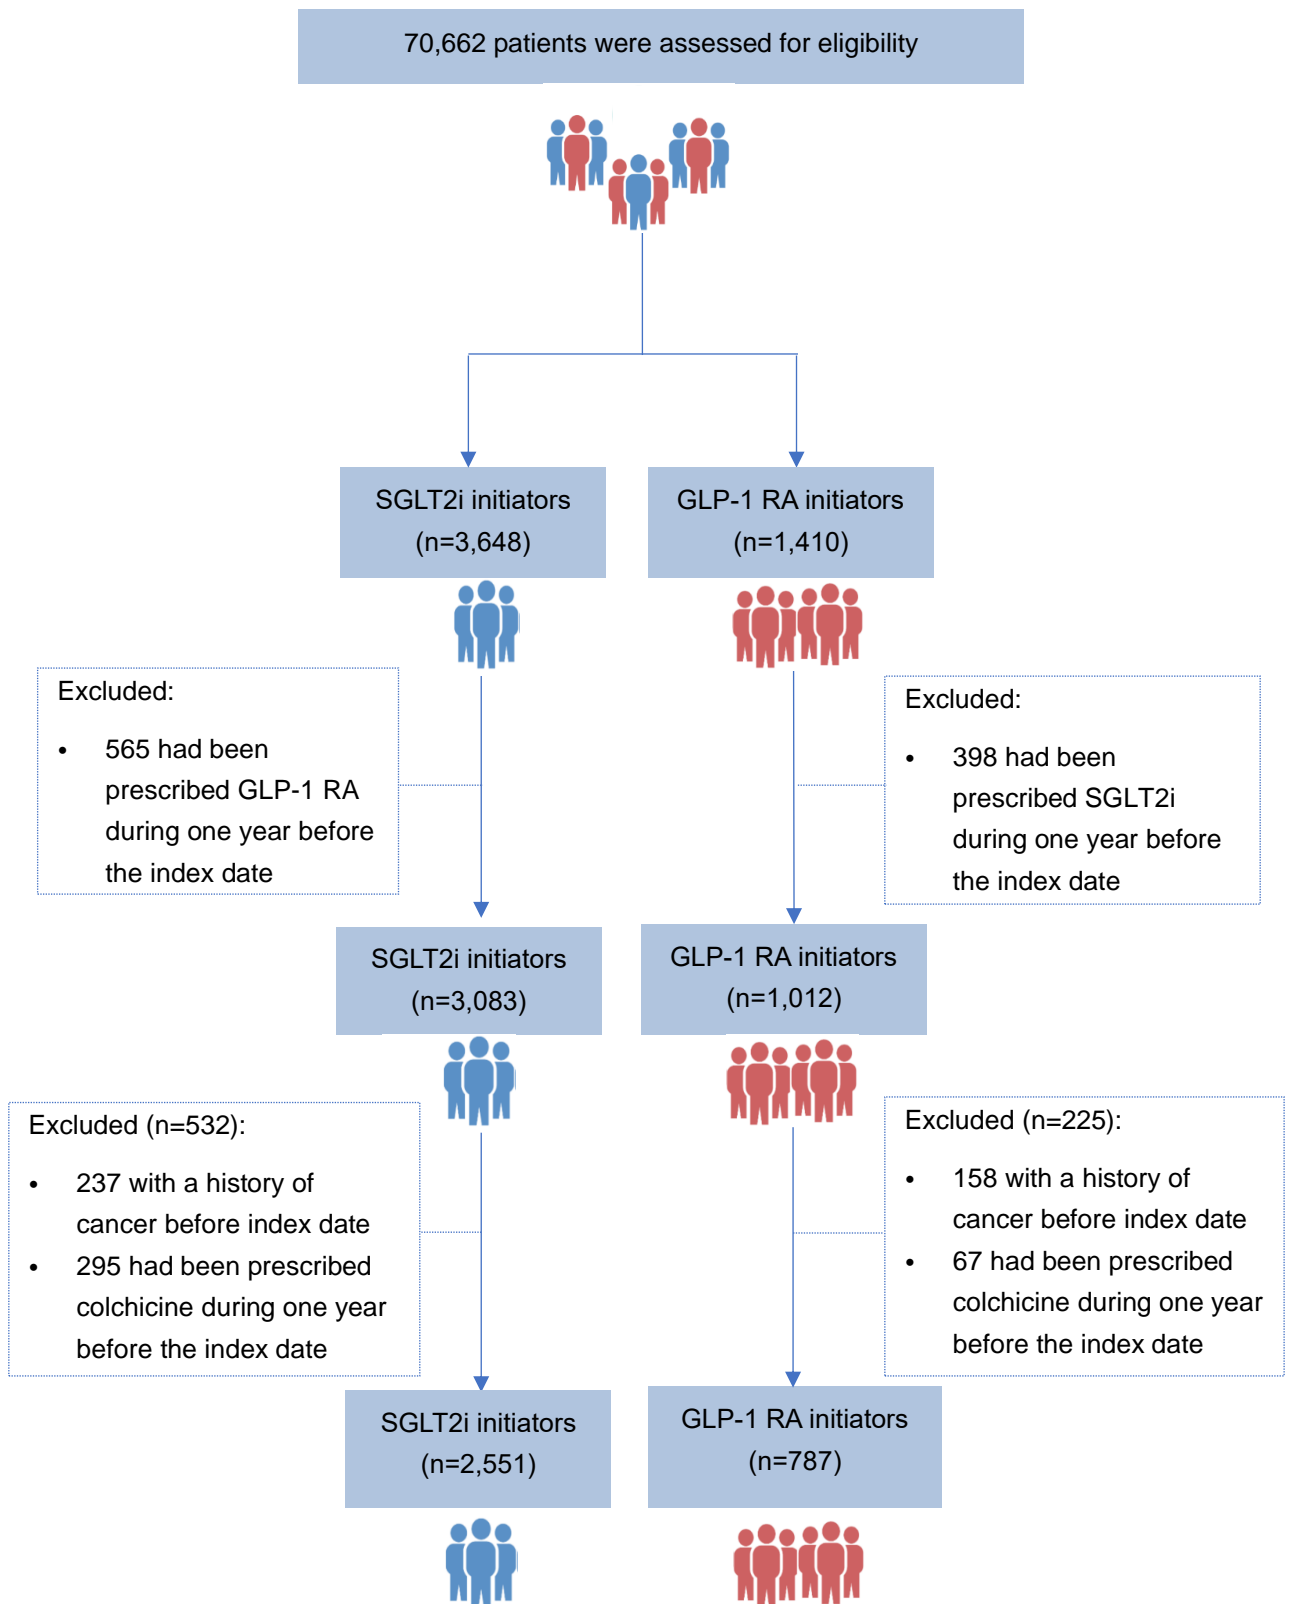 70,662 patients were assessed for eligibility
SGLT2i initiators
(n=3,648)
GLP-1 RA initiators
(n=1,410)
Excluded:
• 565 had been
prescribed GLP-1 RA
during one year before
the index date
Excluded:
• 398 had been
prescribed SGLT2i
during one year before
the index date
SGLT2i initiators
(n=3,083)
GLP-1 RA initiators
(n=1,012)
Excluded (n=532):
• 237 with a history of
cancer before index date
• 295 had been prescribed
colchicine during one year
before the index date
Excluded (n=225):
• 158 with a history of
cancer before index date
• 67 had been prescribed
colchicine during one year
before the index date
SGLT2i initiators
(n=2,551)
GLP-1 RA initiators
(n=787)